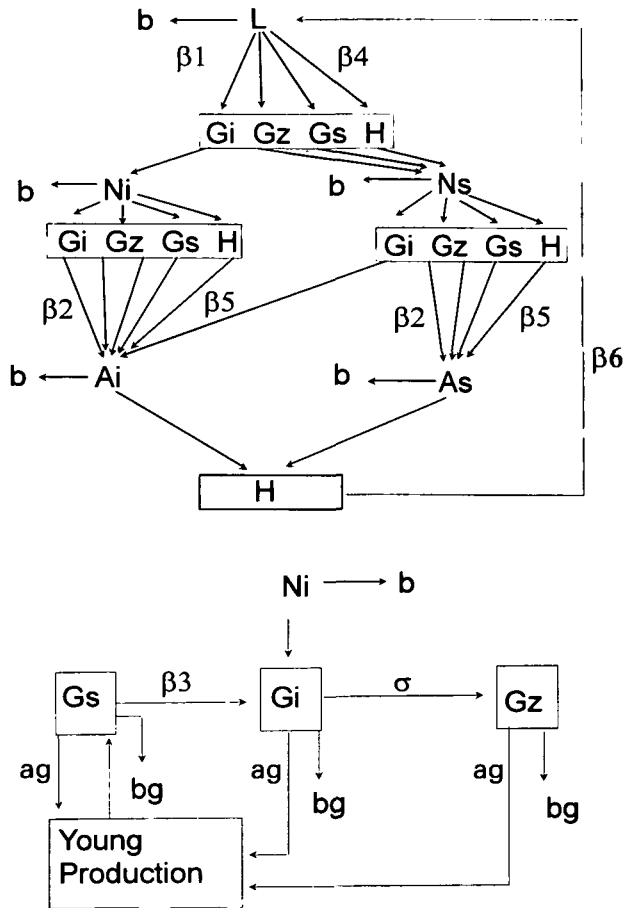 b L
β1 β4
Gi Gz Gs H
b Ni b Ns
Gi Gz Gs H Gi Gz Gs H
β2 β5 β2 β5
β6
b Ai b As
H
Ni b
Gs β3 Gi σ Gz
ag bg ag bg ag bg
Young
Production